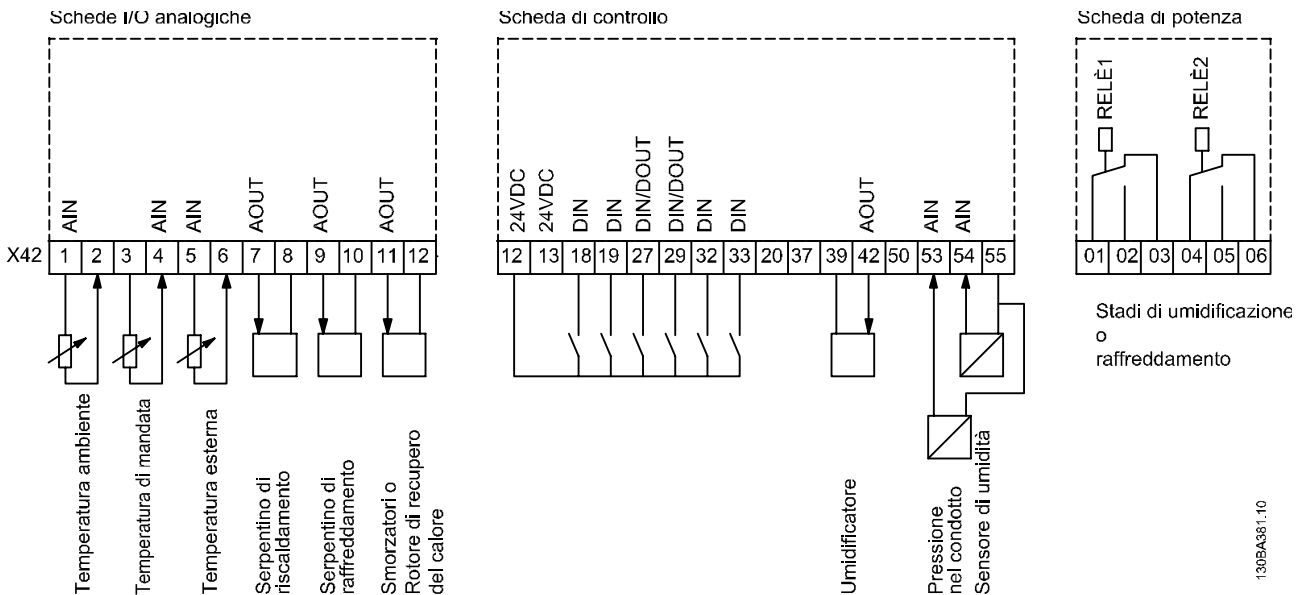 Schede I/O analogiche
Scheda di controllo
Scheda di potenza
AIN
AIN
AIN
AOUT
AOUT
AOUT
24VDC
24VDC
DIN
DIN
DIN/DOUT
DIN/DOUT
DIN
DIN
AOUT
AIN
AIN
RELÈ1
RELÈ2
X42 1 2 3 4 5 6 7 8 9 10 11 12
12 13 18 19 27 29 32 33 20 37 39 42 50 53 54 55
01 02 03 04 05 06
Temperatura ambiente
Temperatura di mandata
Temperatura esterna
Serpentino di
riscaldamento
Serpentino di
raffreddamento
Smorzatori o
Rotore di recupero
del calore
Umidificatore
Pressione
nel condotto
Sensore di umidità
Stadi di umidificazione
o
raffreddamento
130BA381.10